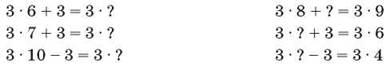 3 · 6 + 3 = 3 · ?
3 · 7 + 3 = 3 · ?
3 · 10 − 3 = 3 · ?
3 · 8 + ? = 3 · 9
3 · ? + 3 = 3 · 6
3 · ? − 3 = 3 · 4